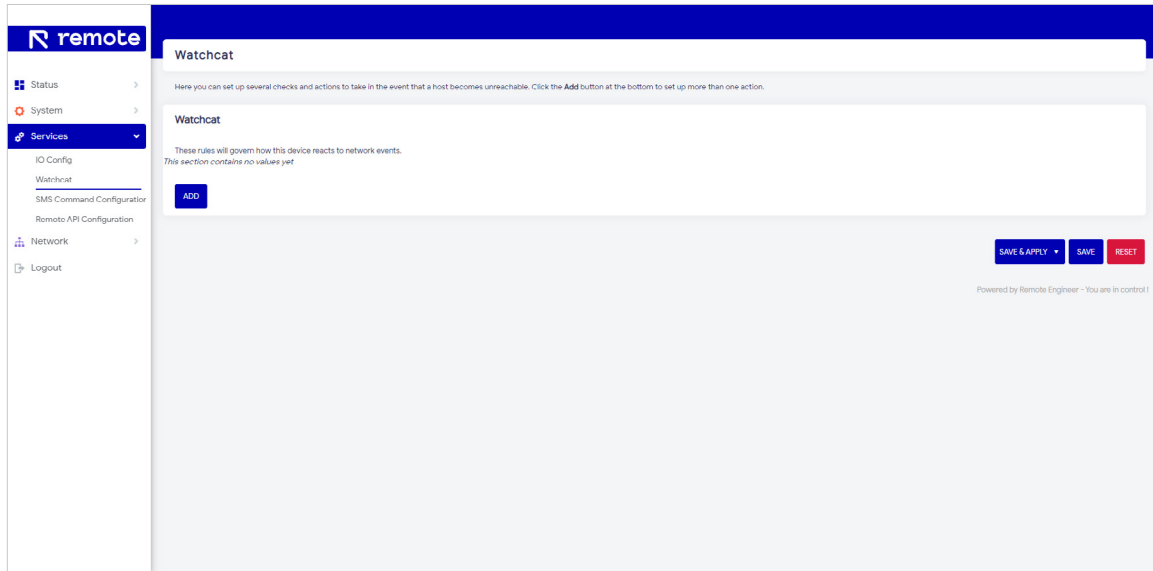 remote
Status
System
Services
IO Config
Watchcat
SMS Command Configuration
Remote API Configuration
Network
Logout
Watchcat
Here you can set up several checks and actions to take in the event that a host becomes unreachable. Click the Add button at the bottom to set up more than one action.
Watchcat
These rules will govern how this device reacts to network events.
This section contains no values yet
ADD
SAVE & APPLY SAVE RESET
Powered by Remote Engineer - You are in control !